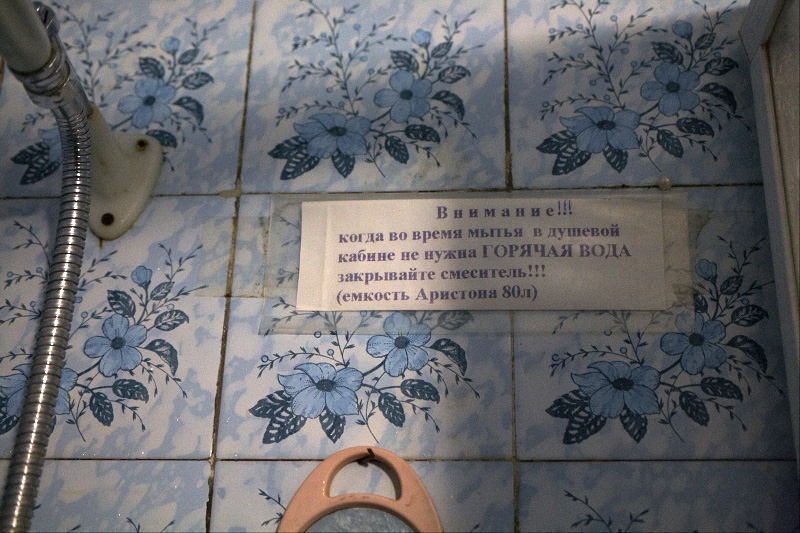 Внимание!!!
когда во время мытья в душевой
кабине не нужна ГОРЯЧАЯ ВОДА
закрывайте смеситель!!!
(емкость Аристона 80л)